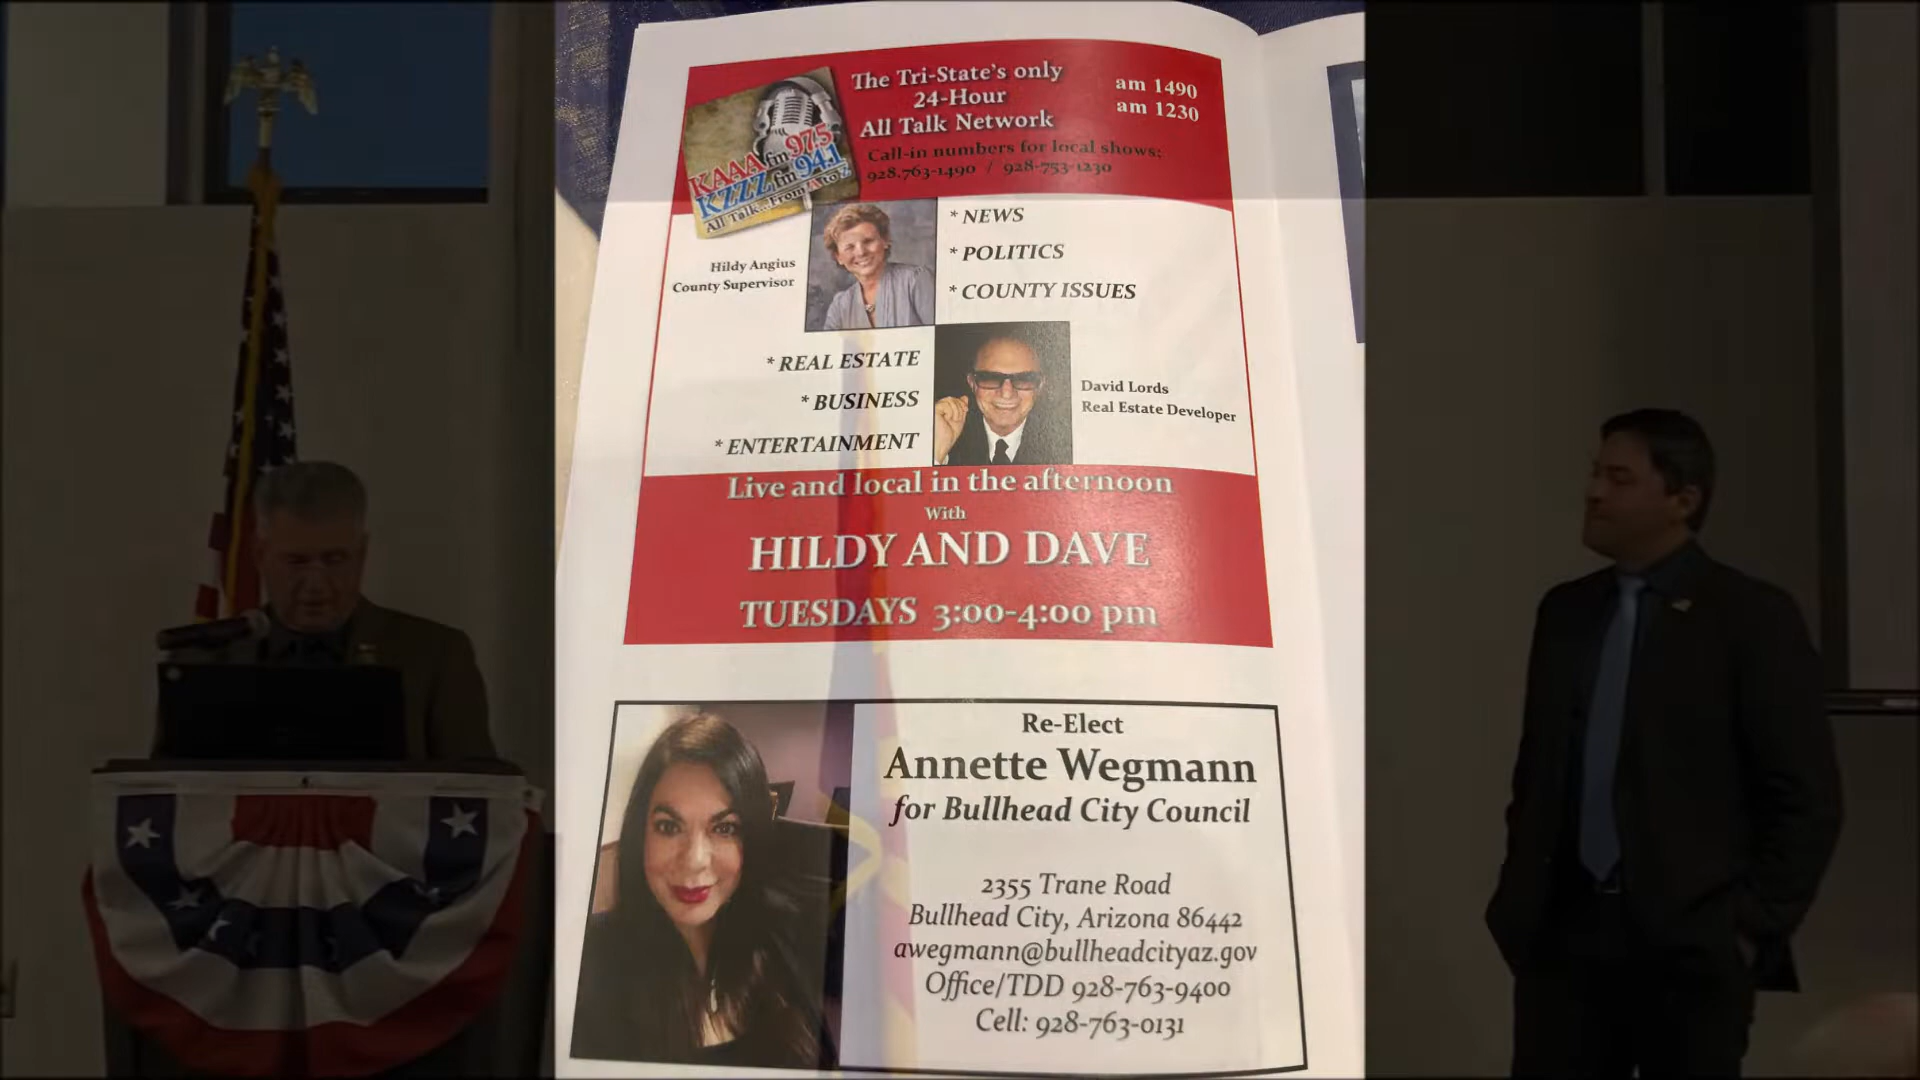 The Tri-State's only
24-Hour
All Talk Network
am 1490
am 1230
Call-in numbers for local shows:
928.763-1490 / 928-753-1230
KAAA fm 97.5
KZZZ fm 94.1
All Talk...From A to Z
* NEWS
* POLITICS
* COUNTY ISSUES
Hildy Angius
County Supervisor
* REAL ESTATE
* BUSINESS
* ENTERTAINMENT
David Lords
Real Estate Developer
Live and local in the afternoon
With
HILDY AND DAVE
TUESDAYS 3:00-4:00 pm
Re-Elect
Annette Wegmann
for Bullhead City Council
2355 Trane Road
Bullhead City, Arizona 86442
awegmann@bullheadcityaz.gov
Office/TDD 928-763-9400
Cell: 928-763-0131